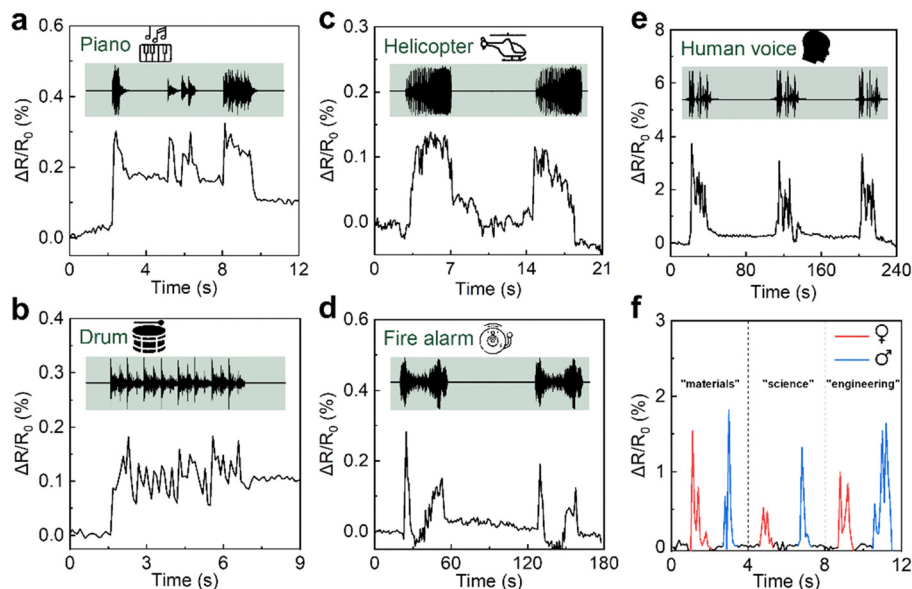 a
Piano
0.6
0.4
0.2
0.0
ΔR/R₀ (%)
0 4 8 12
Time (s)
c
Helicopter
0.3
0.2
0.1
0.0
ΔR/R₀ (%)
0 7 14 21
Time (s)
e
Human voice
8
6
4
2
0
ΔR/R₀ (%)
0 80 160 240
Time (s)
b
Drum
0.4
0.3
0.2
0.1
0.0
ΔR/R₀ (%)
0 3 6 9
Time (s)
d
Fire alarm
0.6
0.4
0.2
0.0
ΔR/R₀ (%)
0 60 120 180
Time (s)
f
♀
♂
"materials" "science" "engineering"
3
2
1
0
ΔR/R₀ (%)
0 4 8 12
Time (s)